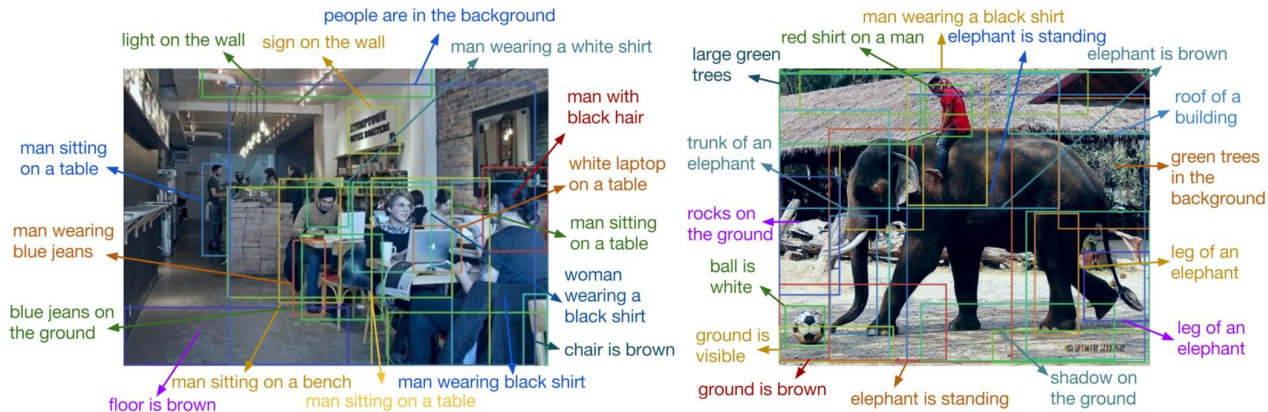 people are in the background
light on the wall
sign on the wall
man wearing a white shirt
man with
black hair
man sitting
on a table
white laptop
on a table
man wearing
blue jeans
man sitting
on a table
woman
wearing a
black shirt
blue jeans on
the ground
chair is brown
man sitting on a bench
man wearing black shirt
floor is brown
man sitting on a table
STUMPTOWN
COFFEE ROASTERS
man wearing a black shirt
red shirt on a man
elephant is standing
large green
trees
elephant is brown
roof of a
building
trunk of an
elephant
green trees
in the
background
rocks on
the ground
leg of an
elephant
ball is
white
ground is
visible
leg of an
elephant
ground is brown
elephant is standing
shadow on
the ground